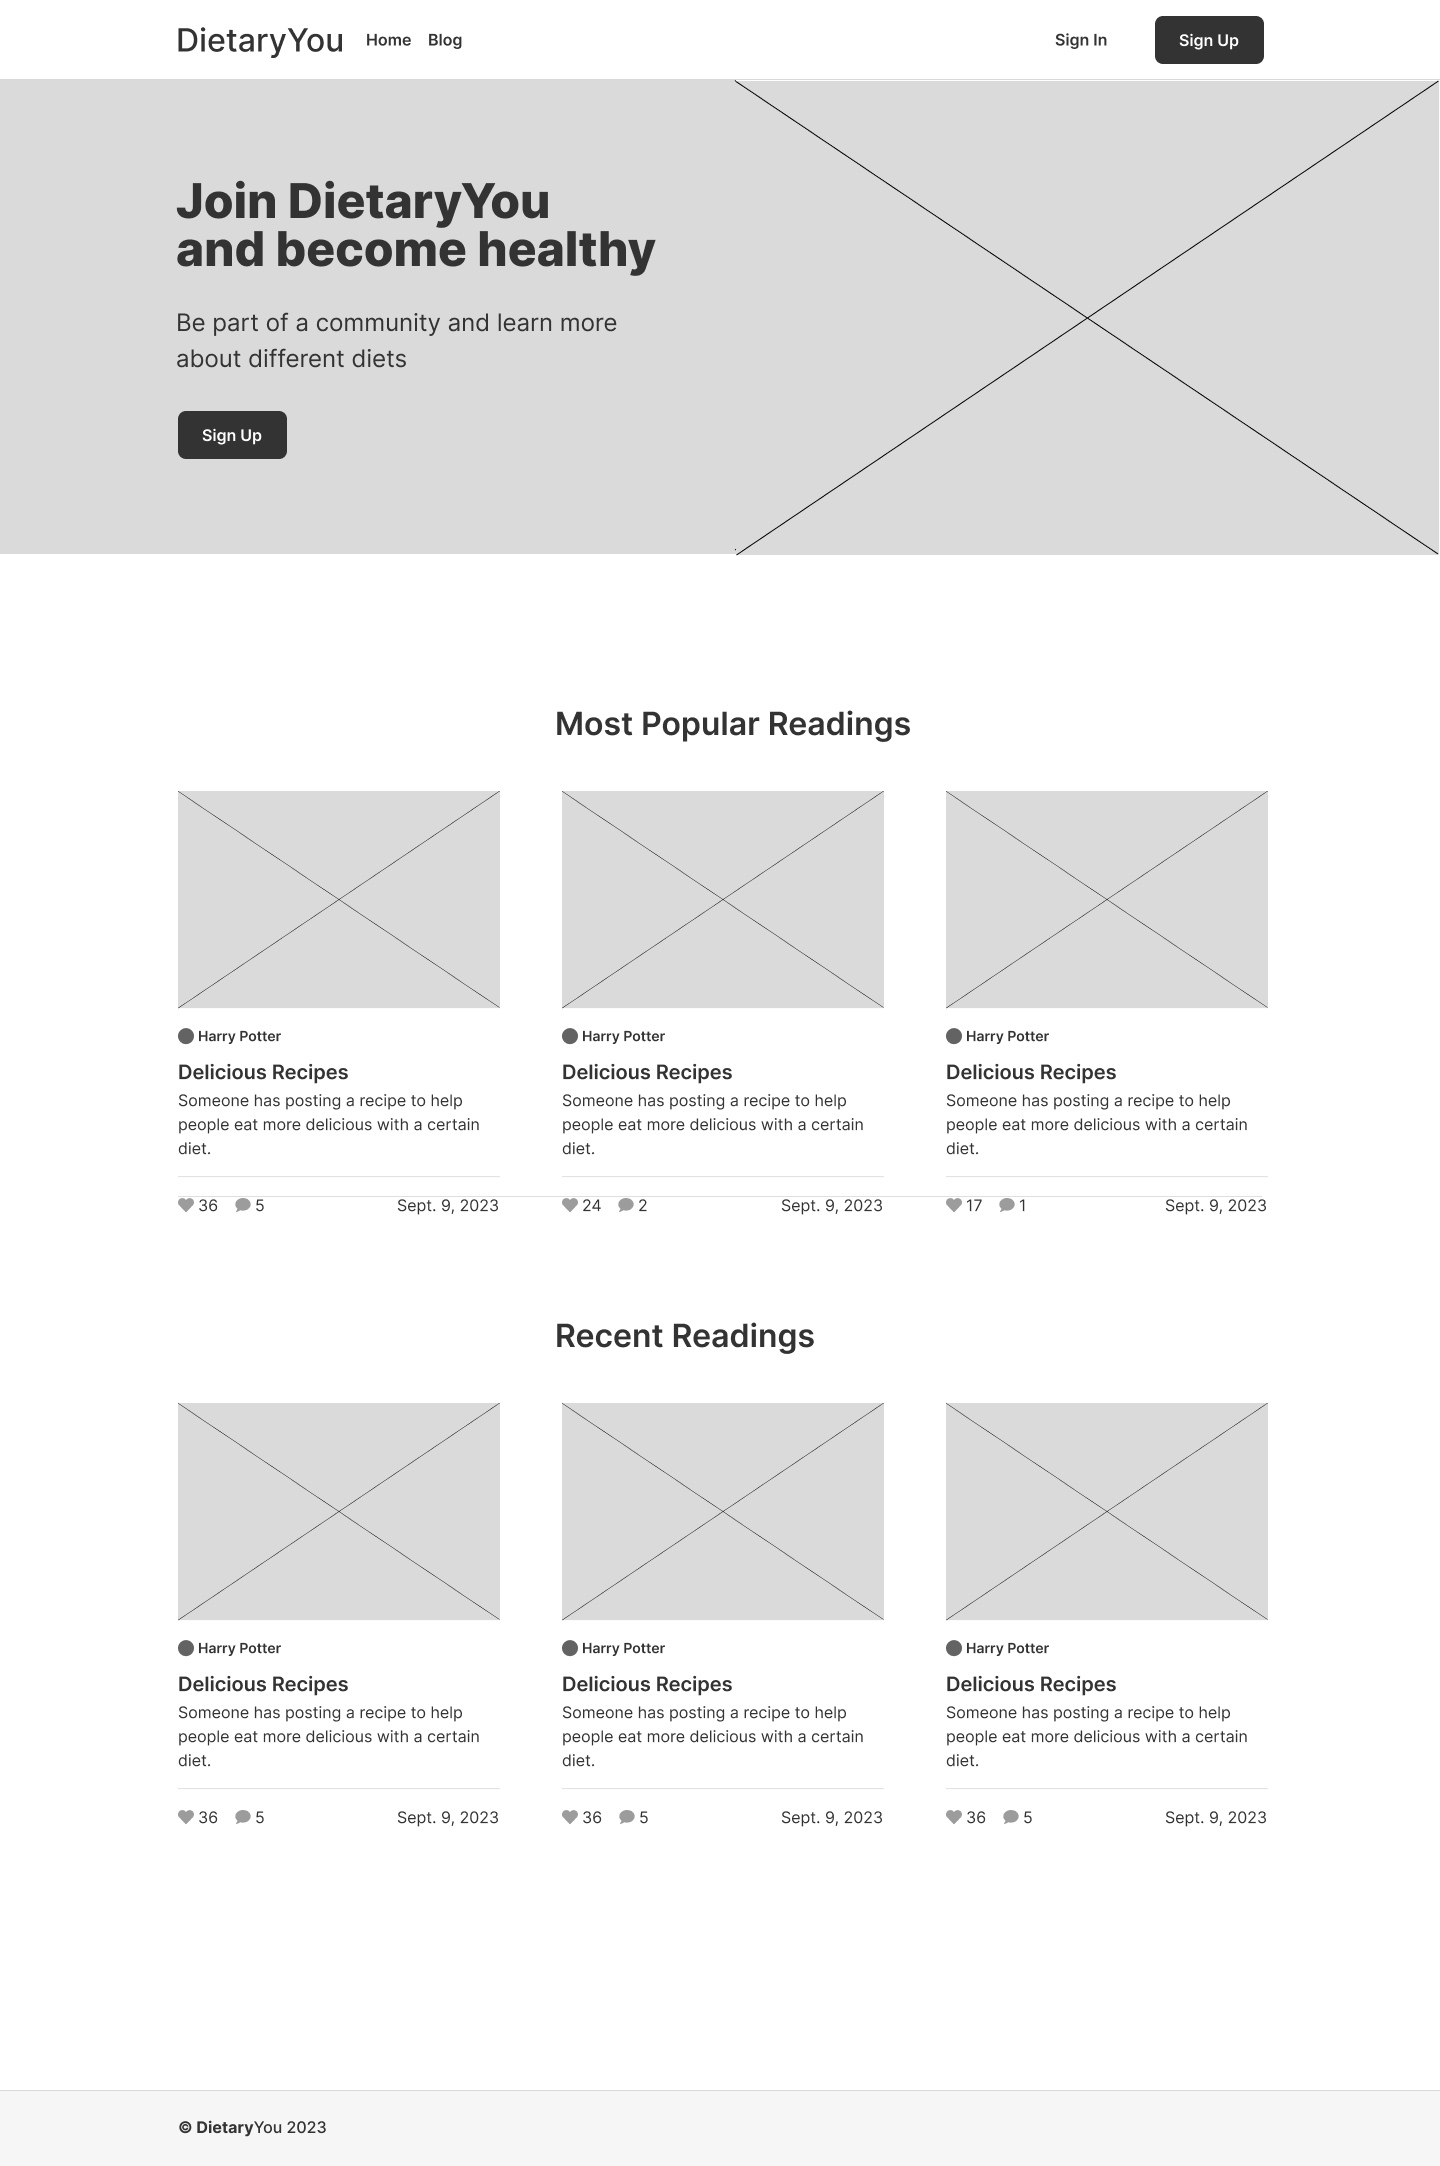 DietaryYou Home Blog Sign In Sign Up
Join DietaryYou
and become healthy
Be part of a community and learn more
about different diets
Sign Up
Most Popular Readings
Harry Potter
Delicious Recipes
Someone has posting a recipe to help
people eat more delicious with a certain
diet.
36 5 Sept. 9, 2023
Harry Potter
Delicious Recipes
Someone has posting a recipe to help
people eat more delicious with a certain
diet.
24 2 Sept. 9, 2023
Harry Potter
Delicious Recipes
Someone has posting a recipe to help
people eat more delicious with a certain
diet.
17 1 Sept. 9, 2023
Recent Readings
Harry Potter
Delicious Recipes
Someone has posting a recipe to help
people eat more delicious with a certain
diet.
36 5 Sept. 9, 2023
Harry Potter
Delicious Recipes
Someone has posting a recipe to help
people eat more delicious with a certain
diet.
36 5 Sept. 9, 2023
Harry Potter
Delicious Recipes
Someone has posting a recipe to help
people eat more delicious with a certain
diet.
36 5 Sept. 9, 2023
© DietaryYou 2023